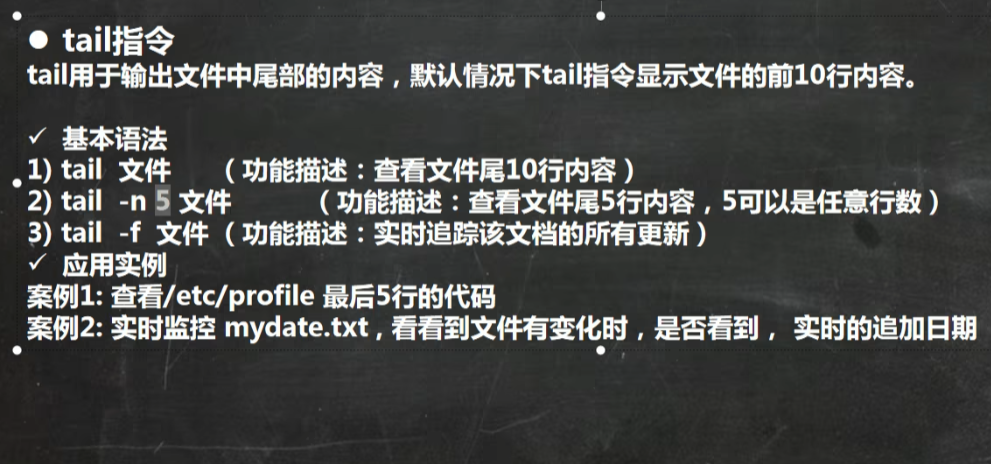 ● tail指令
tail用于输出文件中尾部的内容，默认情况下tail指令显示文件的前10行内容。
✓ 基本语法
1) tail 文件 （功能描述：查看文件尾10行内容）
2) tail -n 5 文件 （功能描述：查看文件尾5行内容，5可以是任意行数）
3) tail -f 文件（功能描述：实时追踪该文档的所有更新）
✓ 应用实例
案例1: 查看/etc/profile 最后5行的代码
案例2: 实时监控 mydate.txt，看看到文件有变化时，是否看到， 实时的追加日期